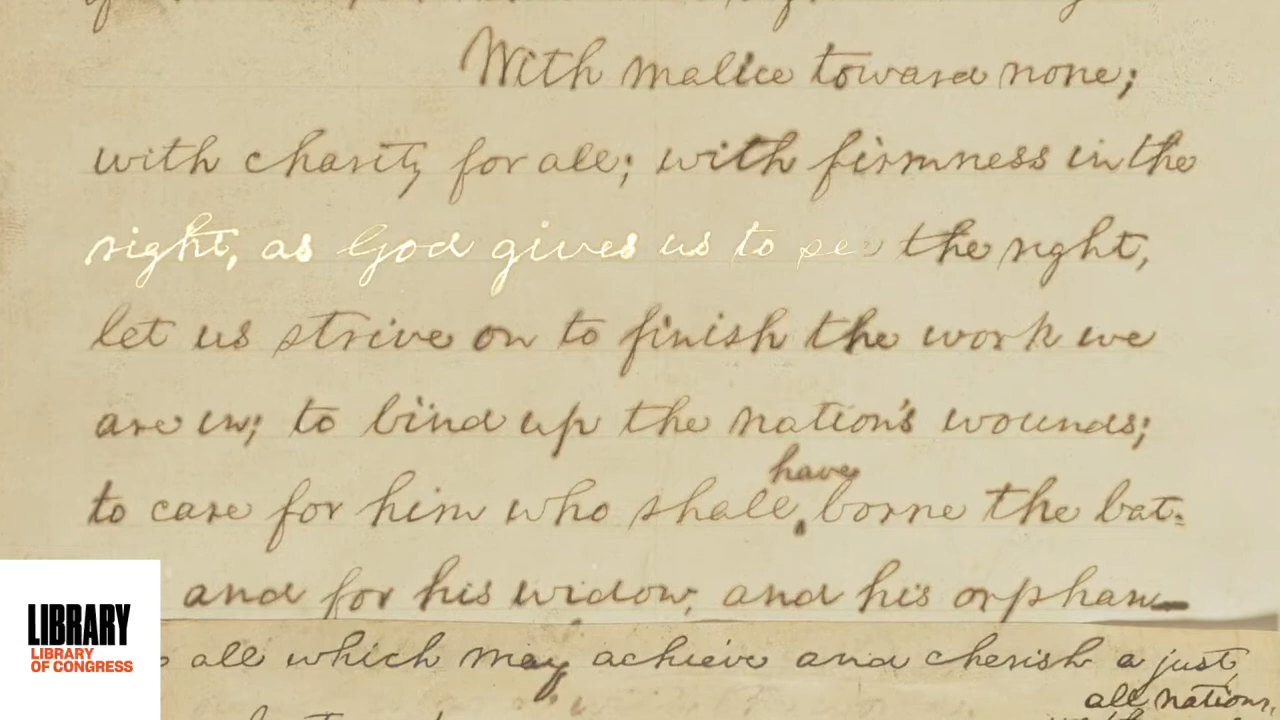 With malice toward none;
with charity for all; with firmness in the
right, as God gives us to see the right,
let us strive on to finish the work we
are in; to bind up the nation's wounds;
have
to care for him who shall borne the bat-
and for his widow, and his orphan—
all which may achieve and cherish a just
all nations.
LIBRARY
LIBRARY
OF CONGRESS